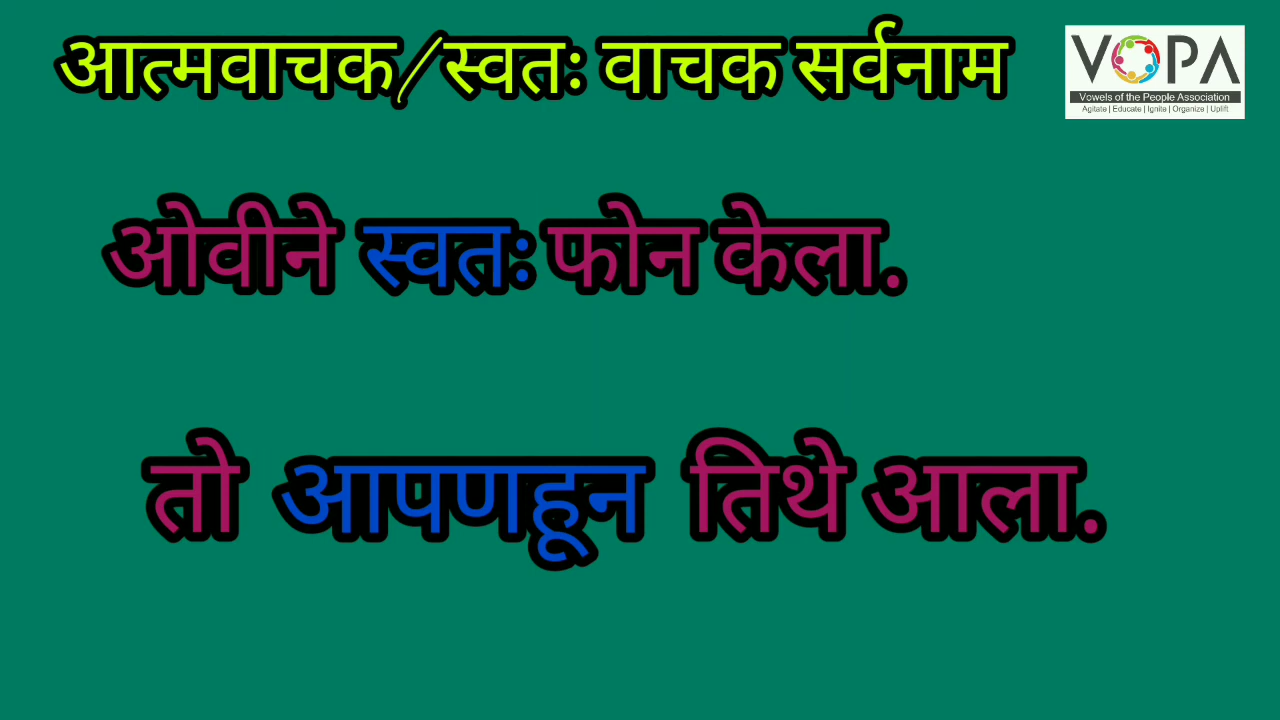 आत्मवाचक/स्वतः वाचक सर्वनाम
VOPA
Vowels of the People Association
Agitate | Educate | Ignite | Organize | Uplift
ओवीने स्वतः फोन केला.
तो आपणहून तिथे आला.